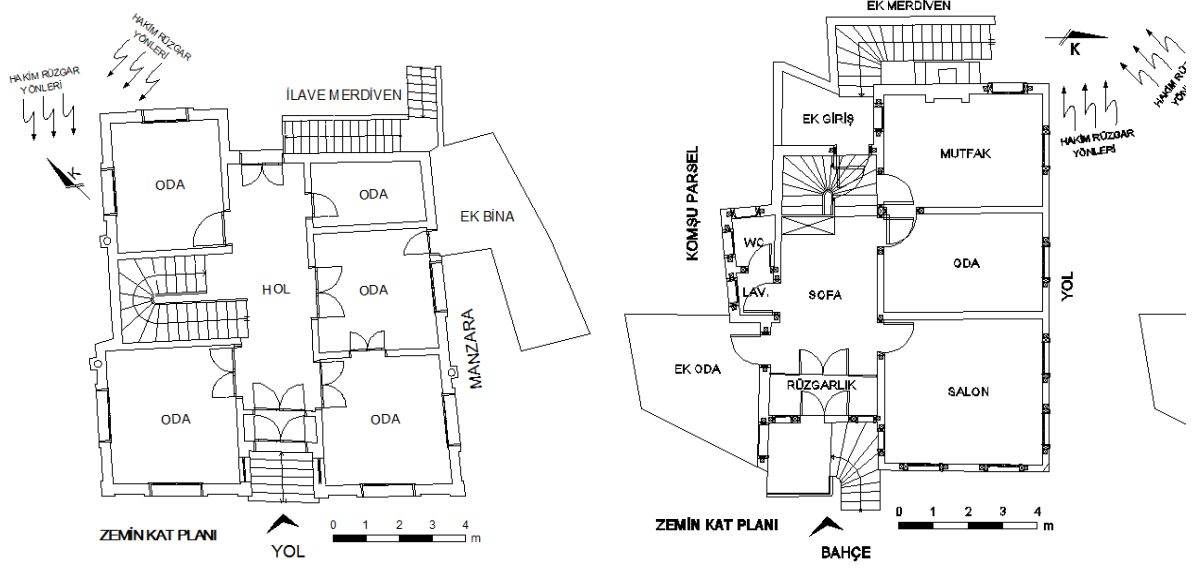 HAKİM RÜZGAR
YÖNLERİ
HAKİM RÜZGAR
YÖNLERİ
K
İLAVE MERDİVEN
ODA
ODA
EK BİNA
HOL
ODA
MANZARA
ODA
ODA
ZEMİN KAT PLANI
YOL
0 1 2 3 4
m
EK MERDİVEN
K
HAKİM RÜZ
YÖNLE
HAKİM RÜZGAR
YÖNLERİ
EK GİRİŞ
MUTFAK
KOMŞU PARSEL
WC
ODA
YOL
LAV.
SOFA
EK ODA
RÜZGARLIK
SALON
ZEMİN KAT PLANI
BAHÇE
0 1 2 3 4
m